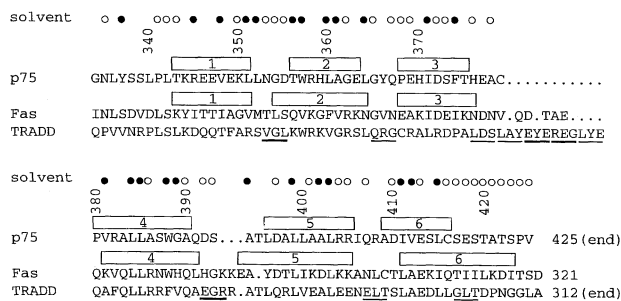 solvent
340 350 360 370
1 2 3
p75 GNLYSSLPLTKREEVEKLLNGDTWRHLAGELGYQPEHIDSFTHEAC...........
1 2 3
Fas INLSDVDLSKYITTIAGVMTLSQVKGFVRKNGVNEAKIDEIKNDNV.QD.TAE....
TRADD QPVVNRPLSLKDQQTFARSVGLKWRKVGRSLQRGCRALRDPALDSLAYEYEREGLYE
solvent
380 390 400 410 420
4 5 6
p75 PVRALLASWGAQDS...ATLDALLAALRRIQRADIVESLCSESTATSPV 425(end)
4 5 6
Fas QKVQLLRNWHQLHGKKEA.YDTLIKDLKKANLCTLAEKIQTIILKDITSD 321
TRADD QAFQLLRRFVQAEGRR..ATLQRLVEALEENELTSLAEDLLGLTDPNGGLA 312(end)